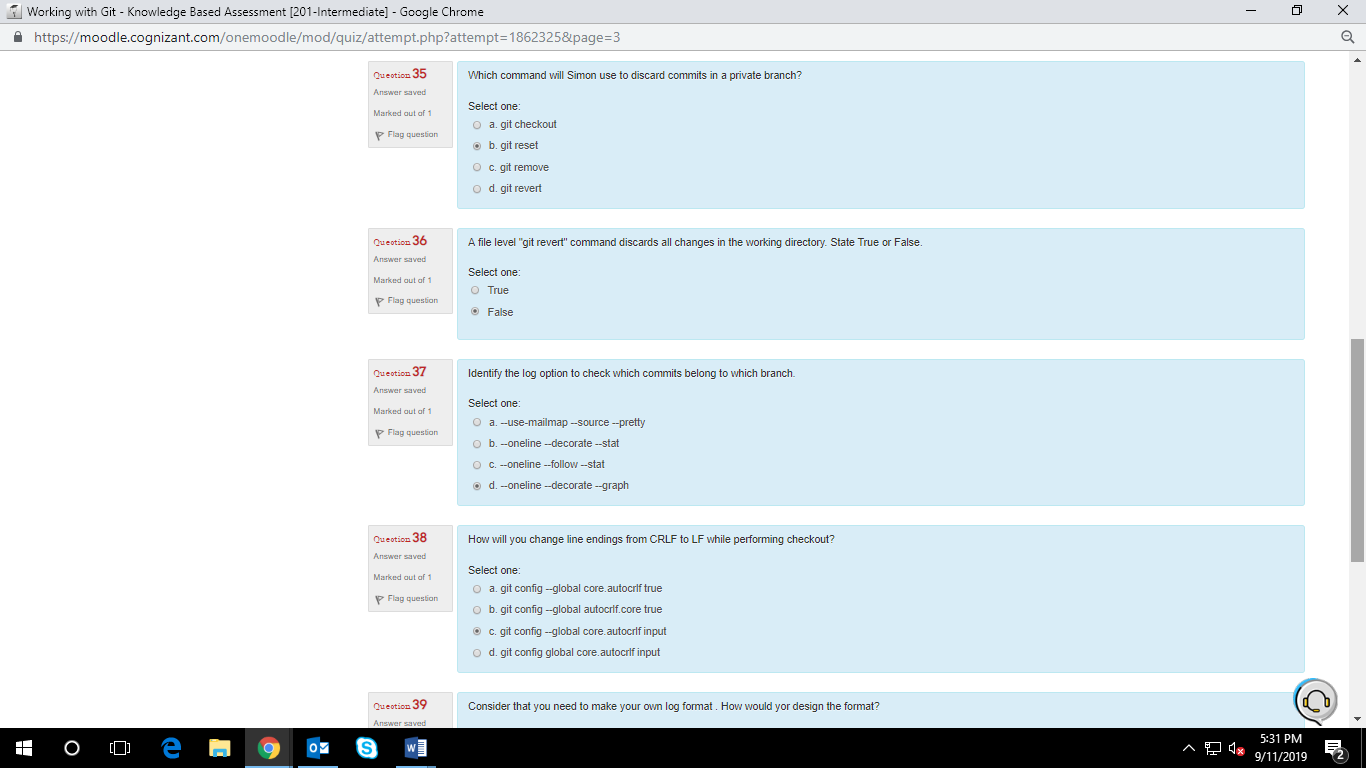 Working with Git - Knowledge Based Assessment [201-Intermediate] - Google Chrome
https://moodle.cognizant.com/onemoodle/mod/quiz/attempt.php?attempt=1862325&page=3
Question 35
Answer saved
Marked out of 1
Flag question
Which command will Simon use to discard commits in a private branch?
Select one:
a. git checkout
b. git reset
c. git remove
d. git revert
Question 36
Answer saved
Marked out of 1
Flag question
A file level "git revert" command discards all changes in the working directory. State True or False.
Select one:
True
False
Question 37
Answer saved
Marked out of 1
Flag question
Identify the log option to check which commits belong to which branch.
Select one:
a. --use-mailmap --source --pretty
b. --oneline --decorate --stat
c. --oneline --follow --stat
d. --oneline --decorate --graph
Question 38
Answer saved
Marked out of 1
Flag question
How will you change line endings from CRLF to LF while performing checkout?
Select one:
a. git config --global core.autocrlf true
b. git config --global autocrlf.core true
c. git config --global core.autocrlf input
d. git config global core.autocrlf input
Question 39
Answer saved
Consider that you need to make your own log format . How would yor design the format?
5:31 PM
9/11/2019
2